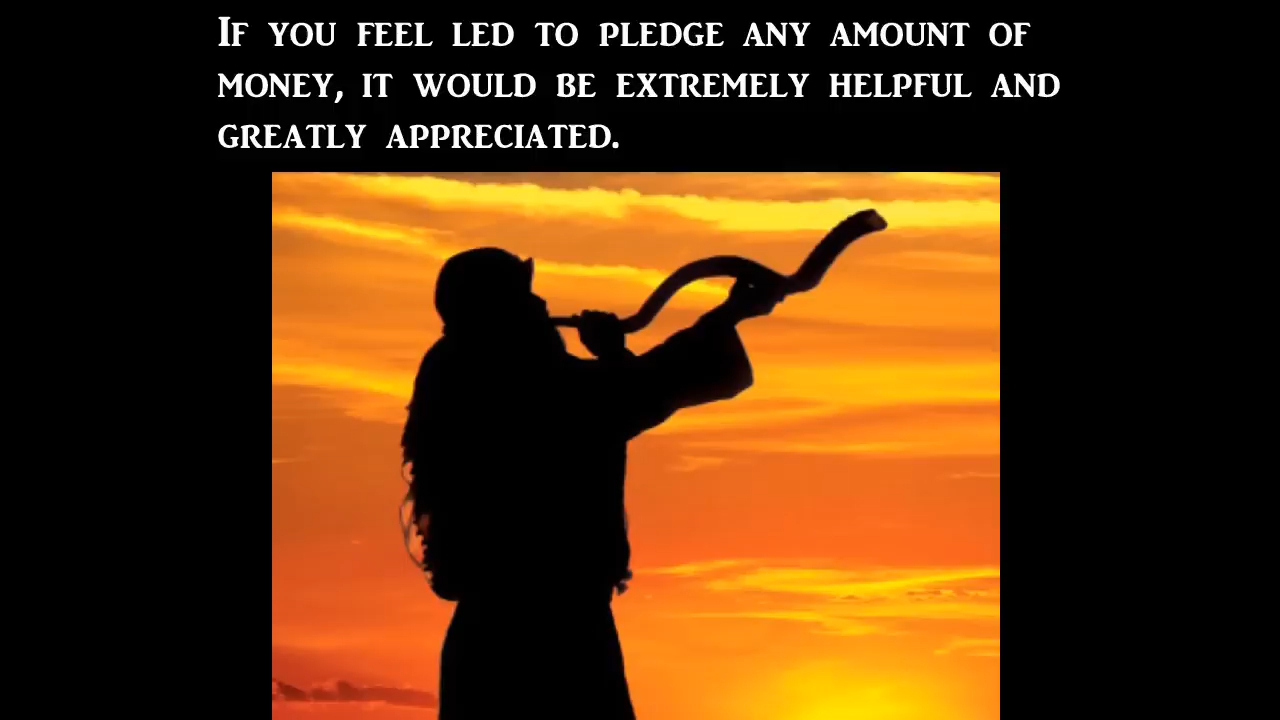 If you feel led to pledge any amount of
money, it would be extremely helpful and
greatly appreciated.